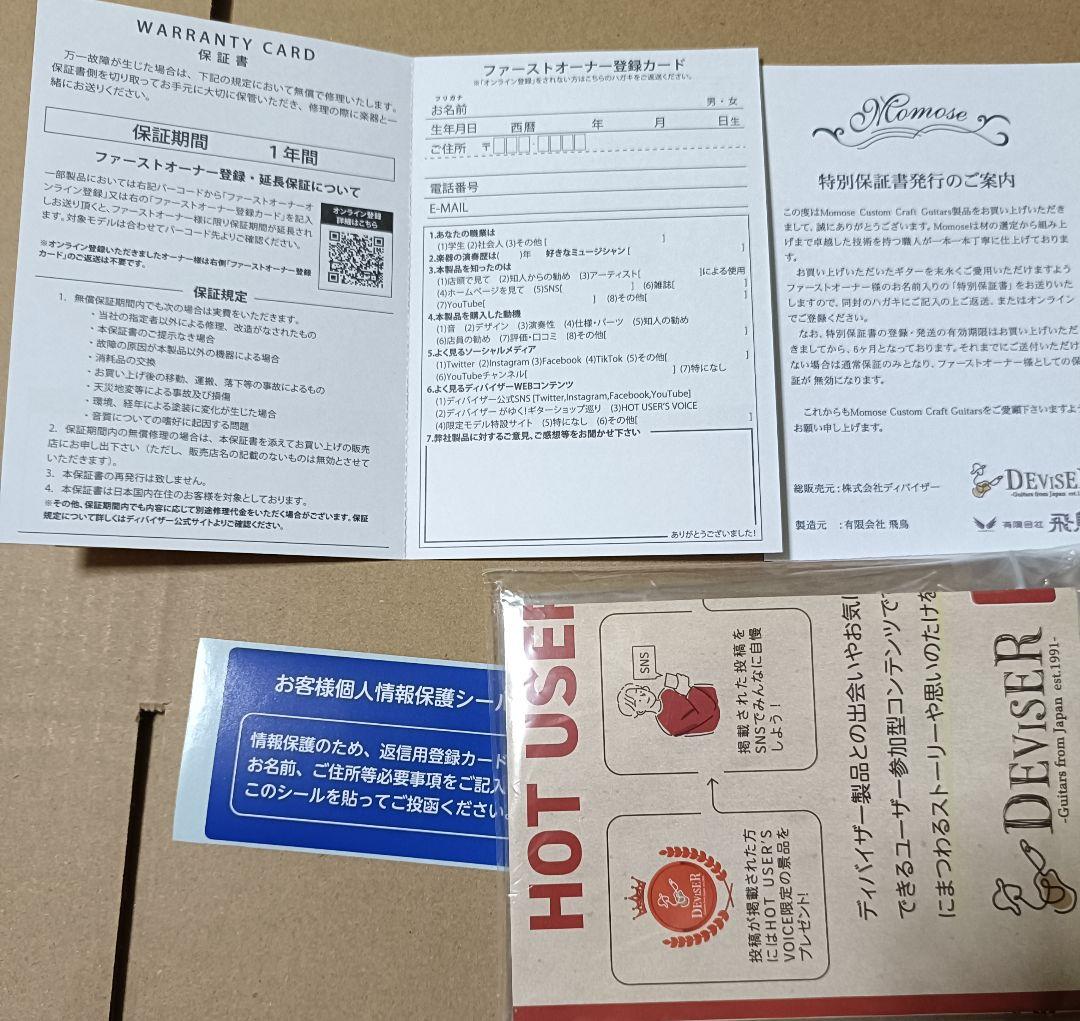 WARRANTY CARD
保証書
万一故障が生じた場合は、下記の規定において無償で修理いたします。
保証書側を切り取ってお手元に大切に保管いただき、修理の際に楽器と一
緒にお送りください。
保証期間 1年間
ファーストオーナー登録・延長保証について
一部製品においては右記バーコードから「ファーストオーナーオ
ンライン登録」又は右の「ファーストオーナー登録カード」を記入
しお送り頂くと、ファーストオーナー様に限り保証期間が延長され
ます。対象モデルは合わせてバーコード先よりご確認ください。
オンライン登録
詳細はこちら
※オンライン登録いただきましたオーナー様は右側「ファーストオーナー登録
カード」のご返送は不要です。
保証規定
1. 無償保証期間内でも次の場合は実費をいただきます。
・当社の指定者以外による修理、改造がなされたもの
・本保証書のご提示なき場合
・故障の原因が本製品以外の機器による場合
・消耗品の交換
・お買い上げ後の移動、運搬、落下等の事故によるもの
・天災地変等による事故及び損傷
・環境、経年による塗装に変化が生じた場合
・音質についての嗜好に起因する問題
2. 保証期間内の無償修理の場合は、本保証書を添えてお買い上げの販売
店にお申し出下さい（ただし、販売店名の記載のないものは無効とさせて
いただきます）。
3. 本保証書の再発行は致しません。
4. 本保証書は日本国内在住のお客様を対象としております。
※その他、保証期間内でも内容に応じて別途修理代金をいただく場合がございます。保証
規定について詳しくはディバイザー公式サイトよりご確認ください。
ファーストオーナー登録カード
※「オンライン登録」をされない方はこちらのハガキをご返送ください。
フリガナ
お名前 男・女
生年月日 西暦 年 月 日生
ご住所 〒
電話番号
E-MAIL
1.あなたの職業は
(1)学生 (2)社会人 (3)その他 [ ]
2.楽器の演奏歴は( )年 好きなミュージシャン [ ]
3.本製品を知ったのは
(1)店頭で見て (2)知人からの勧め (3)アーティスト[ ]による使用
(4)ホームページを見て (5)SNS[ ] (6)雑誌[ ]
(7)YouTube[ ] (8)その他[ ]
4.本製品を購入した動機
(1)音 (2)デザイン (3)演奏性 (4)仕様・パーツ (5)知人の勧め
(6)店員の勧め (7)評価・口コミ (8)その他[ ]
5.よく見るソーシャルメディア
(1)Twitter (2)Instagram (3)Facebook (4)TikTok (5)その他[ ]
(6)YouTubeチャンネル[ ] (7)特になし
6.よく見るディバイザーWEBコンテンツ
(1)ディバイザー公式SNS [Twitter,Instagram,Facebook,YouTube]
(2)ディバイザー がゆく!ギターショップ巡り (3)HOT USER'S VOICE
(4)限定モデル特設サイト (5)特になし (6)その他[ ]
7.弊社製品に対するご意見、ご感想等をお聞かせ下さい
ありがとうございました!
Momose
特別保証書発行のご案内
この度はMomose Custom Craft Guitars製品をお買い上げいただき
まして、誠にありがとうございます。Momoseは材の選定から組み上
げまで卓越した技術を持つ職人が一本一本丁寧に仕上げておりま
す。
お買い上げいただいたギターを末永くご愛用いただけますよう
ファーストオーナー様のお名前入りの「特別保証書」をお送りいた
しますので、同封のハガキにご記入の上ご返送、またはオンライン
でご登録ください。
なお、特別保証書の登録・発送の有効期限はお買い上げいただ
きましてから、6ヶ月となっております。それまでにご送付いただけ
ない場合は通常保証のみとなり、ファーストオーナー様としての保
証が 無効になります。
これからもMomose Custom Craft Guitarsをご愛顧下さいますよ
お願い申し上げます。
総販売元:株式会社ディバイザー
DEVISER
-Guitars from Japan est.
製造元 :有限会社 飛鳥
有限会社 飛鳥
お客様個人情報保護シール
情報保護のため、返信用登録カード
お名前、ご住所等必要事項をご記入
このシールを貼ってご投函ください。
HOT USER
SNS
掲載された投稿を
SNSでみんなに自慢
しよう!
DEVISER
投稿が掲載された方
にはHOT USER'S
VOICE限定の景品を
プレゼント!
ディバイザー製品との出会いやお気に
できるユーザー参加型コンテンツで
にまつわるストーリーや思いのたけを
DEVISER
-Guitars from Japan est.1991-